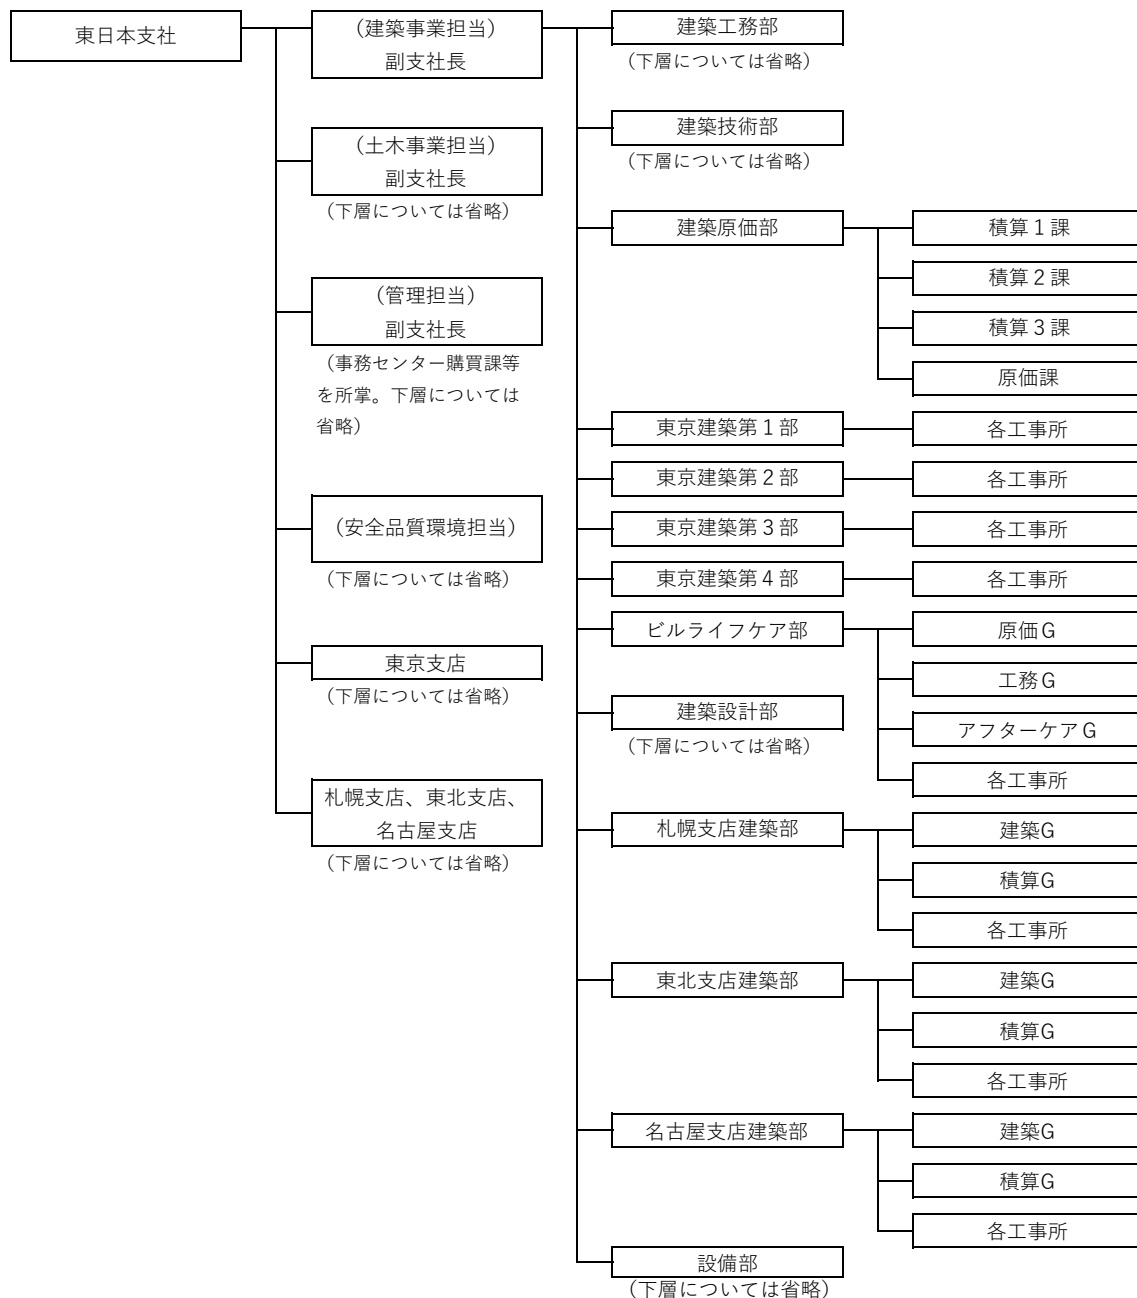 東日本支社
（建築事業担当）
副支社長
（土木事業担当）
副支社長
（下層については省略）
（管理担当）
副支社長
（事務センター購買課等
を所掌。下層については
省略）
（安全品質環境担当）
（下層については省略）
東京支店
（下層については省略）
札幌支店、東北支店、
名古屋支店
（下層については省略）
建築工務部
（下層については省略）
建築技術部
（下層については省略）
建築原価部
積算１課
積算２課
積算３課
原価課
東京建築第１部
各工事所
東京建築第２部
各工事所
東京建築第３部
各工事所
東京建築第４部
各工事所
ビルライフケア部
原価G
工務G
アフターケアG
各工事所
建築設計部
（下層については省略）
札幌支店建築部
建築G
積算G
各工事所
東北支店建築部
建築G
積算G
各工事所
名古屋支店建築部
建築G
積算G
各工事所
設備部
（下層については省略）